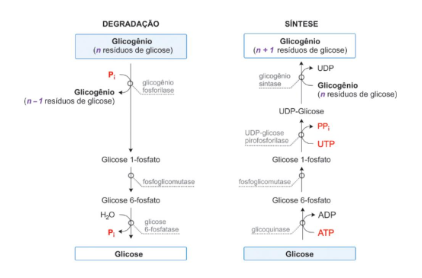 DEGRADAÇÃO
Glicogênio
(n resíduos de glicose)
Pi
glicogênio
fosforilase
Glicogênio
(n – 1 resíduos de glicose)
Glicose 1-fosfato
fosfoglicomutase
Glicose 6-fosfato
H2O
glicose
6-fosfatase
Pi
Glicose
SÍNTESE
Glicogênio
(n + 1 resíduos de glicose)
UDP
glicogênio
sintase
Glicogênio
(n resíduos de glicose)
UDP-Glicose
UDP-glicose
pirofosforilase
PPi
UTP
Glicose 1-fosfato
fosfoglicomutase
Glicose 6-fosfato
ADP
glicoquinase
ATP
Glicose